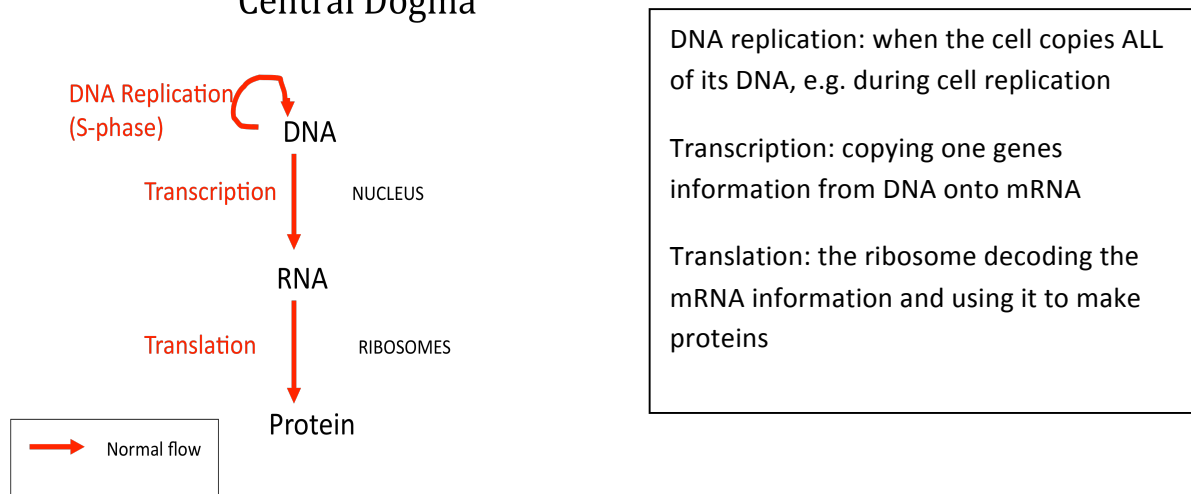 Central Dogma
DNA Replication
(S-phase)
DNA
Transcription
NUCLEUS
RNA
Translation
RIBOSOMES
Protein
Normal flow
DNA replication: when the cell copies ALL
of its DNA, e.g. during cell replication
Transcription: copying one genes
information from DNA onto mRNA
Translation: the ribosome decoding the
mRNA information and using it to make
proteins